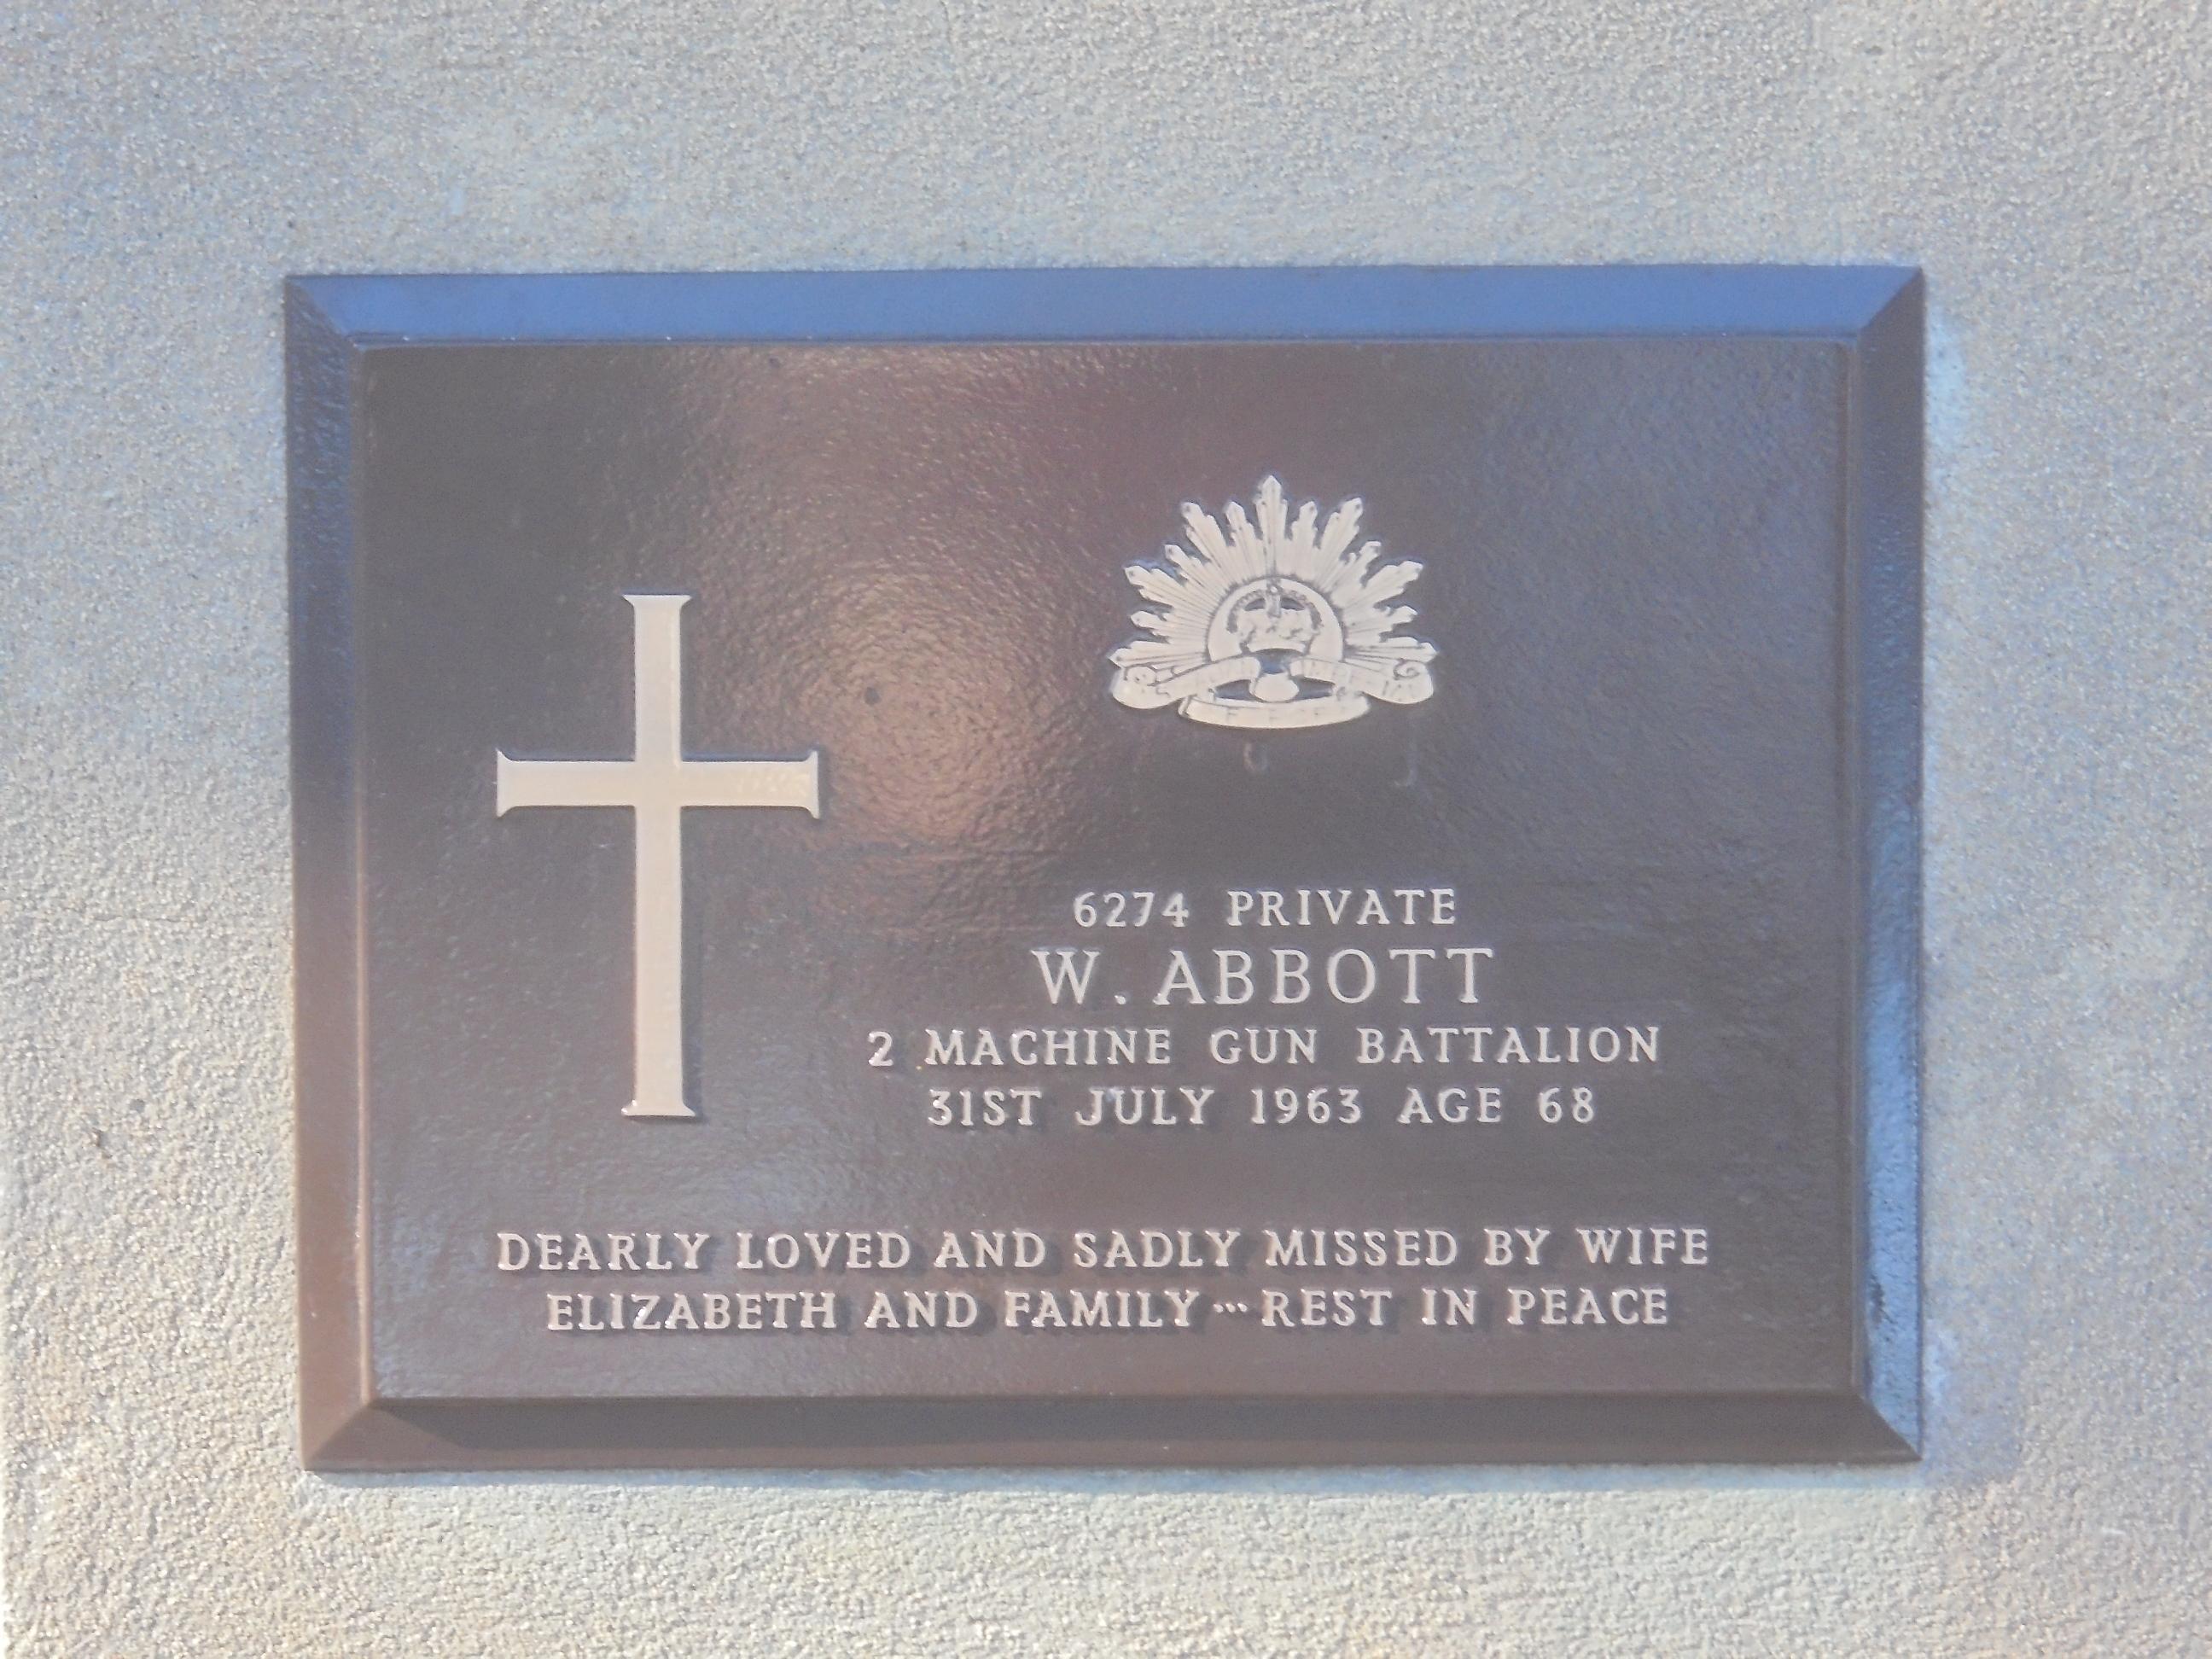 6274 PRIVATE
W. ABBOTT
2 MACHINE GUN BATTALION
31ST JULY 1963 AGE 68
DEARLY LOVED AND SADLY MISSED BY WIFE
ELIZABETH AND FAMILY ··· REST IN PEACE